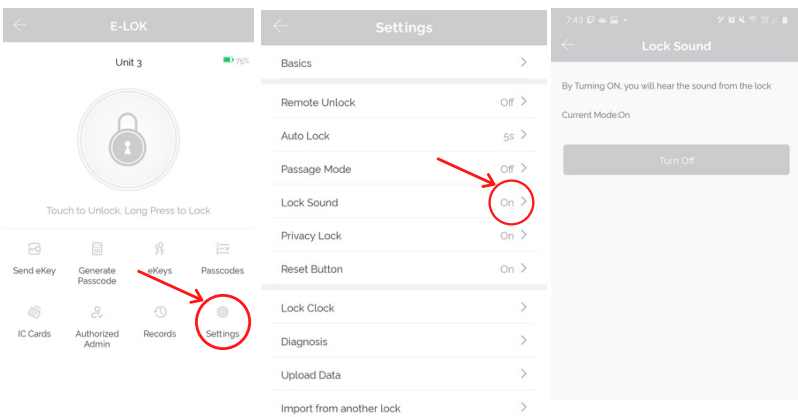 E-LOK
Unit 3
75%
Touch to Unlock, Long Press to Lock
Send eKey
Generate
Passcode
eKeys
Passcodes
IC Cards
Authorized
Admin
Records
Settings
Settings
Basics
Remote Unlock Off
Auto Lock 5s
Passage Mode Off
Lock Sound On
Privacy Lock On
Reset Button On
Lock Clock
Diagnosis
Upload Data
Import from another lock
7:43
Lock Sound
By Turning ON, you will hear the sound from the lock
Current Mode:On
Turn Off